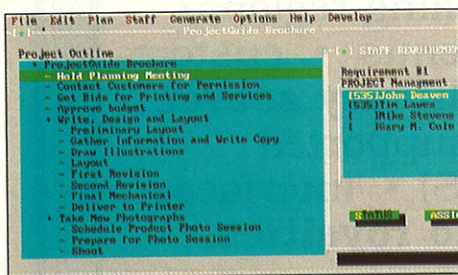 File Edit Plan Staff Generate Options Help Develop
ProjectGuide Brochure
Project Outline
ProjectGuide Brochure
Hold Planning Meeting
Contact Customers for Permission
Get Bids for Printing and Services
Approve budget
Write, Design and Layout
Preliminary Layout
Gather Information and Write Copy
Draw Illustrations
Layout
First Revision
Second Revision
Final Mechanical
Deliver to Printer
Take New Photographs
Schedule Product Photo Session
Prepare for Photo Session
Shoot
STAFF REQUIREMEN
Requirement #1
PROJECT Managment
[535]John Deaven
[535]Tim Lawes
[ ]Mike Stevens
[ ]Gary M. Cole
ASSI